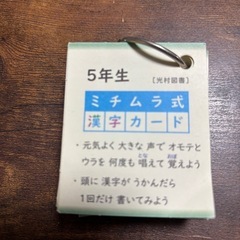 5年生 [光村図書]
ミチムラ式
漢字カード
・元気よく 大きな 声で オモテと
ウラを 何度も 唱えて 覚えよう
・頭に 漢字が うかんだら
1回だけ 書いてみよう